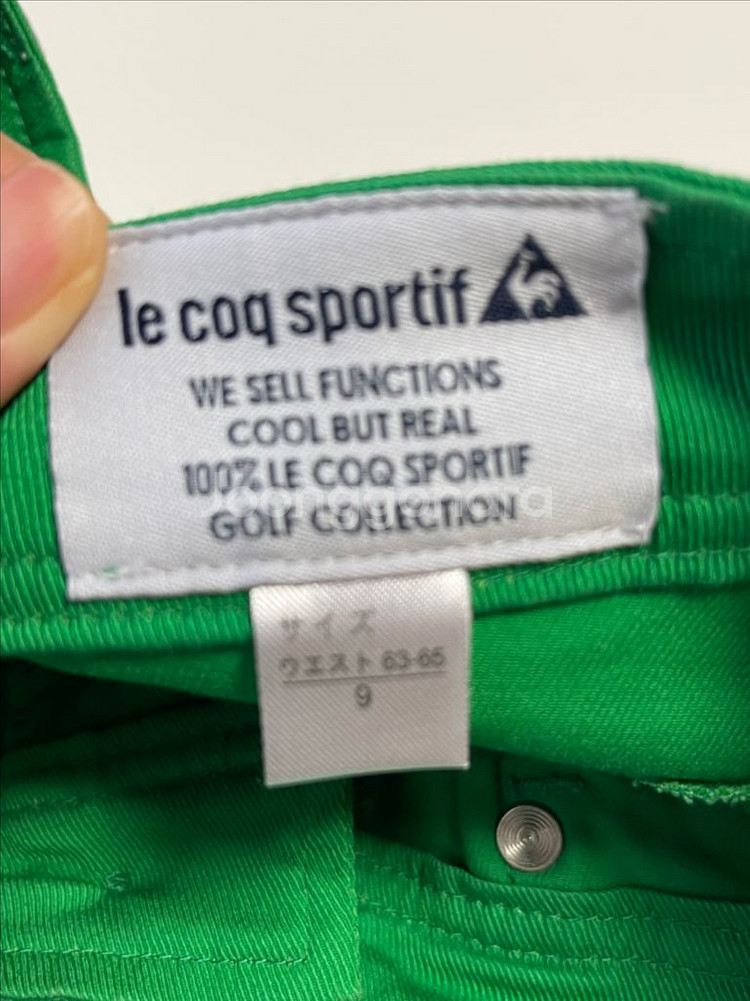 le coq sportif
WE SELL FUNCTIONS
COOL BUT REAL
100% LE COQ SPORTIF
GOLF COLLECTION
サイズ
ウエスト 63-65
9